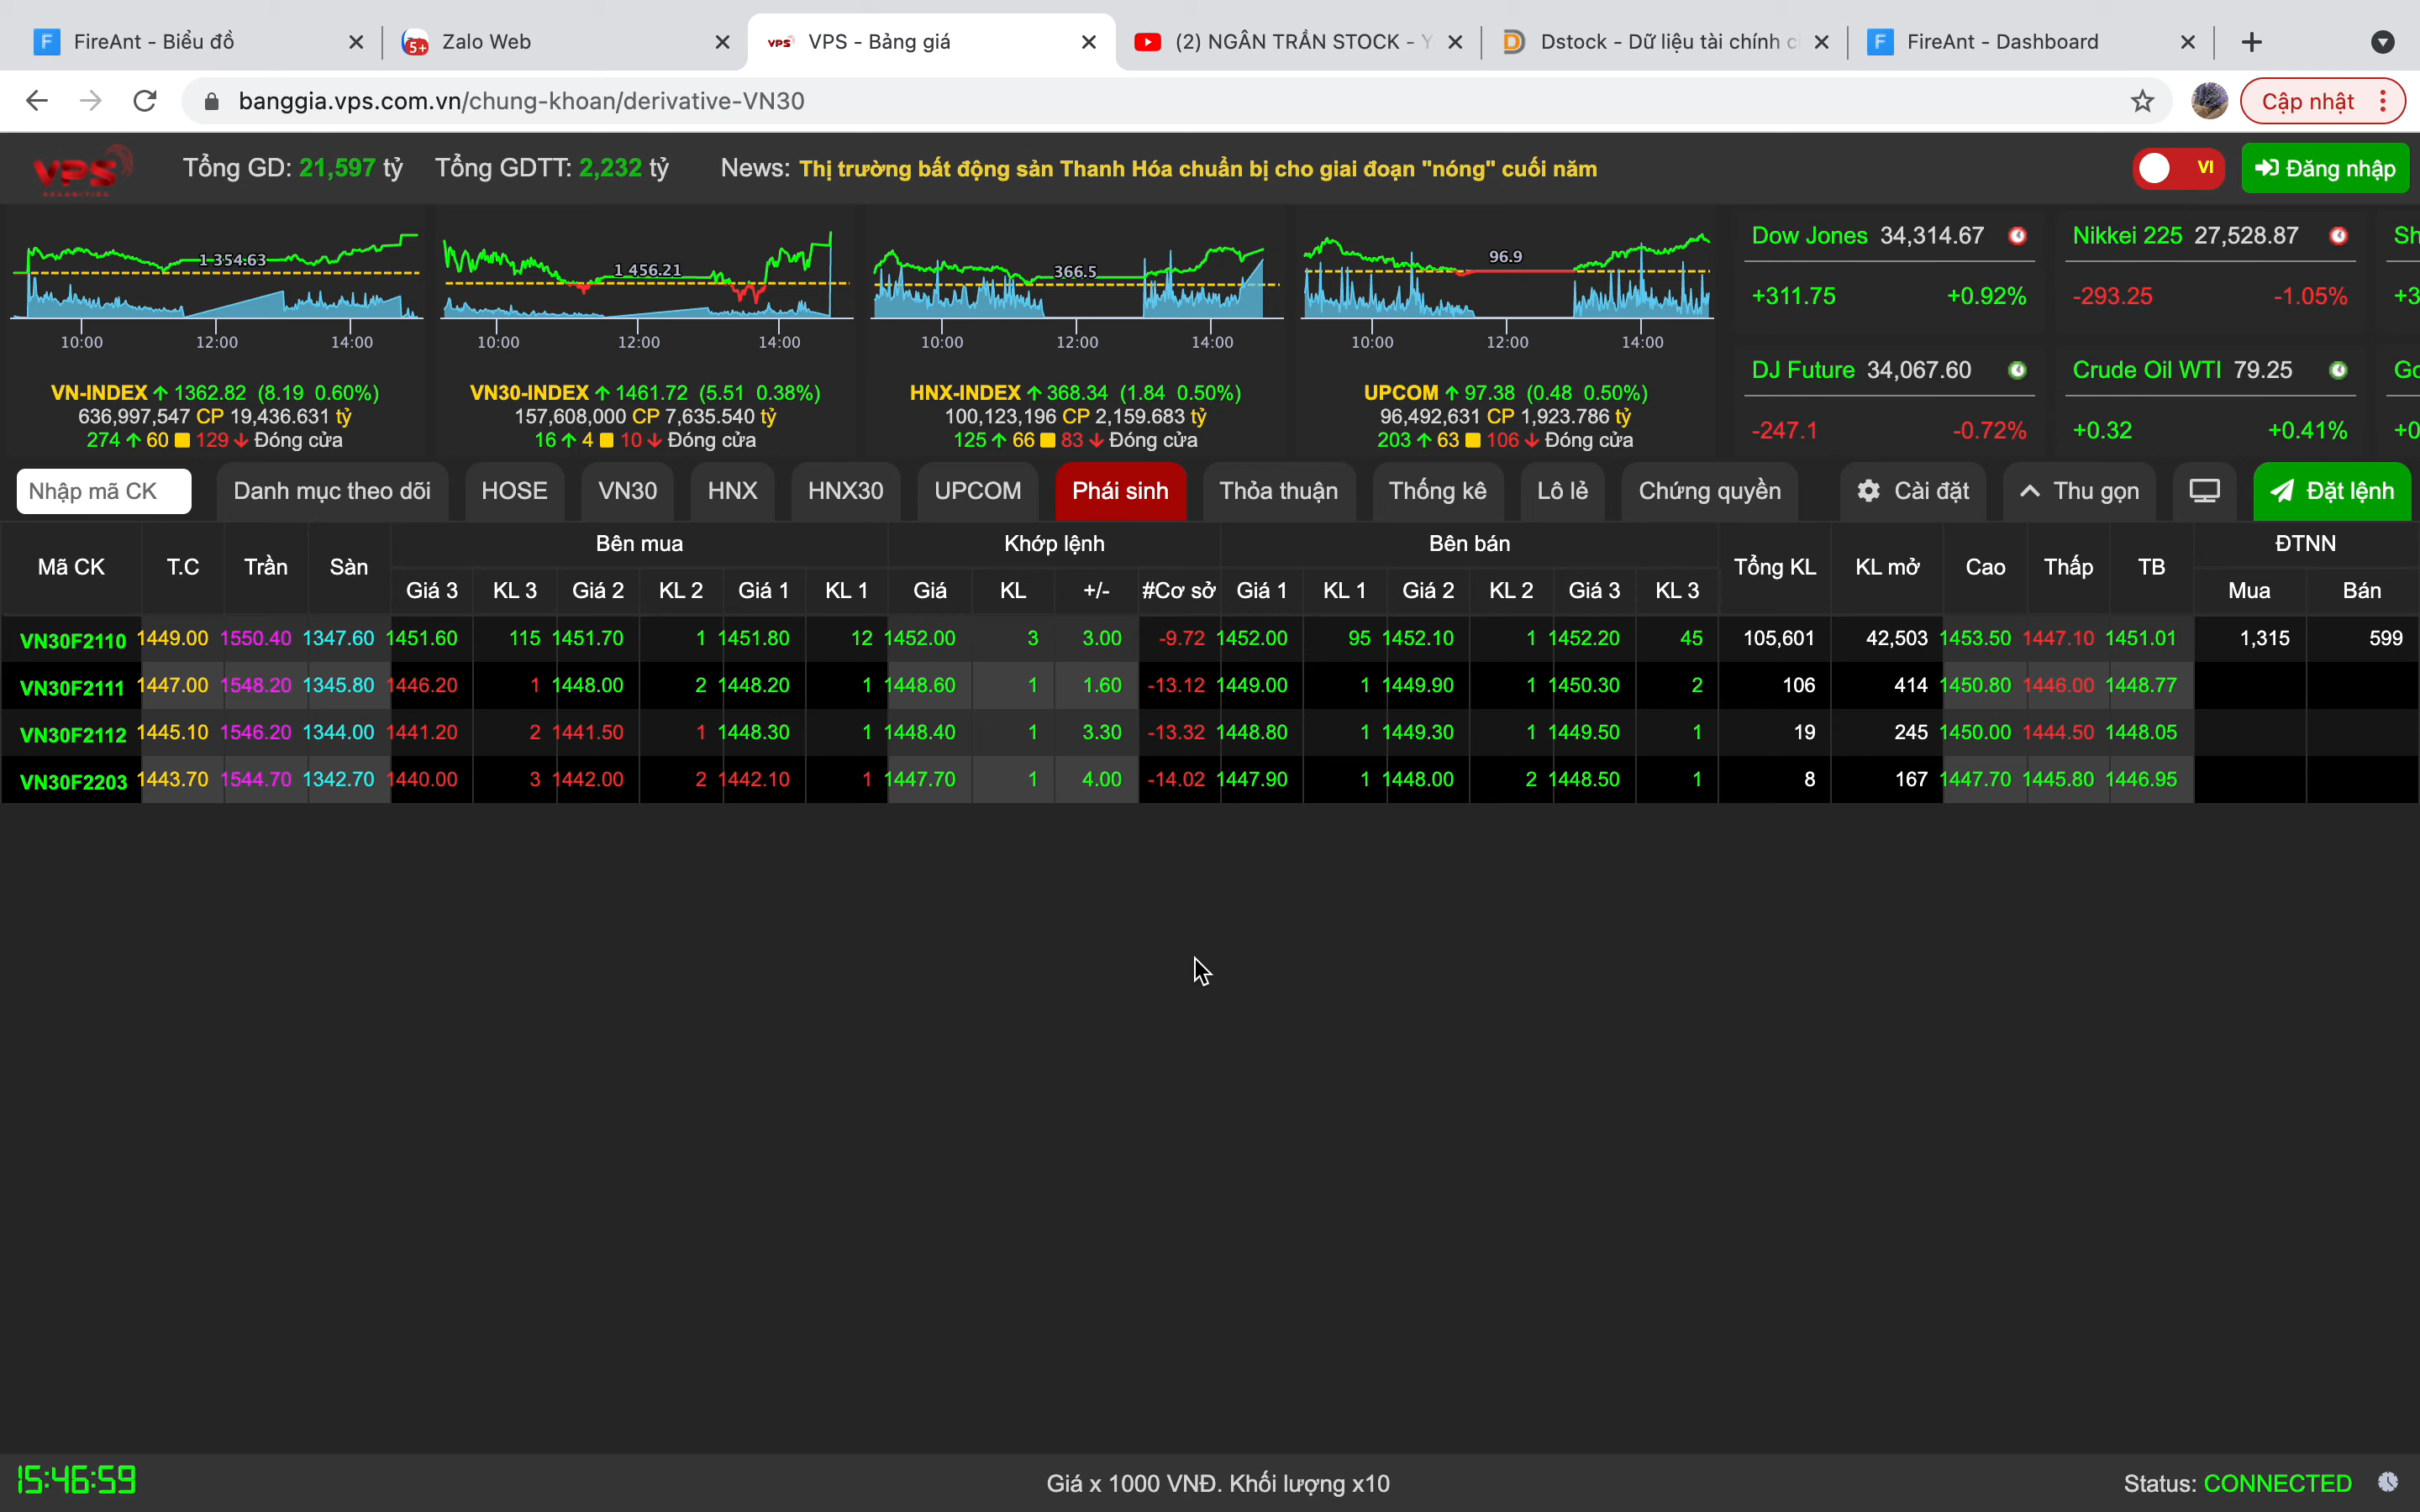 FireAnt - Biểu đồ
5+ Zalo Web
VPS VPS - Bảng giá
(2) NGÂN TRẦN STOCK - Y
Dstock - Dữ liệu tài chính
FireAnt - Dashboard
banggia.vps.com.vn/chung-khoan/derivative-VN30
Cập nhật
VPS Tổng GD: 21,597 tỷ Tổng GDTT: 2,232 tỷ News: Thị trường bất động sản Thanh Hóa chuẩn bị cho giai đoạn "nóng" cuối năm VI Đăng nhập
1 354.63
10:00 12:00 14:00
VN-INDEX 1362.82 (8.19 0.60%)
636,997,547 CP 19,436.631 tỷ
274 60 129 Đóng cửa
1 456.21
10:00 12:00 14:00
VN30-INDEX 1461.72 (5.51 0.38%)
157,608,000 CP 7,635.540 tỷ
16 4 10 Đóng cửa
366.5
10:00 12:00 14:00
HNX-INDEX 368.34 (1.84 0.50%)
100,123,196 CP 2,159.683 tỷ
125 66 83 Đóng cửa
96.9
10:00 12:00 14:00
UPCOM 97.38 (0.48 0.50%)
96,492,631 CP 1,923.786 tỷ
203 63 106 Đóng cửa
Dow Jones 34,314.67
+311.75 +0.92%
Nikkei 225 27,528.87
-293.25 -1.05%
Sh
+3
DJ Future 34,067.60
-247.1 -0.72%
Crude Oil WTI 79.25
+0.32 +0.41%
Go
+0
Nhập mã CK Danh mục theo dõi HOSE VN30 HNX HNX30 UPCOM Phái sinh Thỏa thuận Thống kê Lô lẻ Chứng quyền Cài đặt Thu gọn Đặt lệnh
Mã CK T.C Trần Sàn Bên mua Khớp lệnh Bên bán Tổng KL KL mở Cao Thấp TB ĐTNN
Giá 3 KL 3 Giá 2 KL 2 Giá 1 KL 1 Giá KL +/- #Cơ sở Giá 1 KL 1 Giá 2 KL 2 Giá 3 KL 3 Mua Bán
VN30F2110 1449.00 1550.40 1347.60 1451.60 115 1451.70 1 1451.80 12 1452.00 3 3.00 -9.72 1452.00 95 1452.10 1 1452.20 45 105,601 42,503 1453.50 1447.10 1451.01 1,315 599
VN30F2111 1447.00 1548.20 1345.80 1446.20 1 1448.00 2 1448.20 1 1448.60 1 1.60 -13.12 1449.00 1 1449.90 1 1450.30 2 106 414 1450.80 1446.00 1448.77
VN30F2112 1445.10 1546.20 1344.00 1441.20 2 1441.50 1 1448.30 1 1448.40 1 3.30 -13.32 1448.80 1 1449.30 1 1449.50 1 19 245 1450.00 1444.50 1448.05
VN30F2203 1443.70 1544.70 1342.70 1440.00 3 1442.00 2 1442.10 1 1447.70 1 4.00 -14.02 1447.90 1 1448.00 2 1448.50 1 8 167 1447.70 1445.80 1446.95
15:46:59 Giá x 1000 VNĐ. Khối lượng x10 Status: CONNECTED